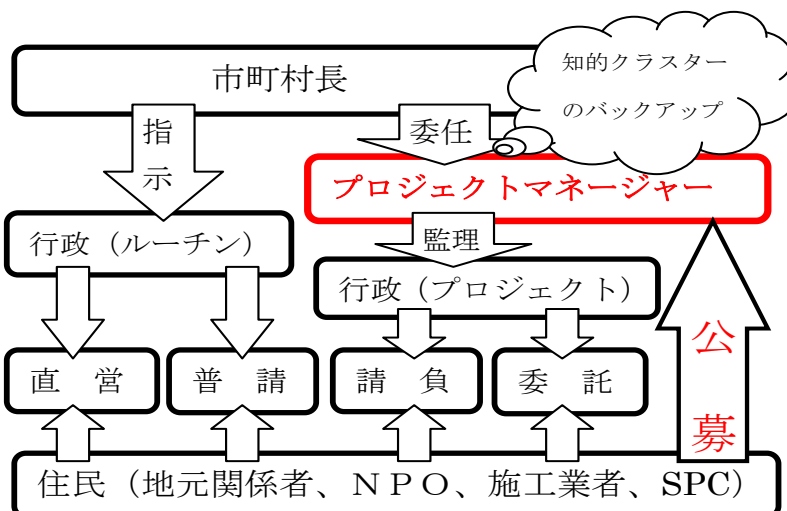 市町村長
知的クラスター
のバックアップ
指示
委任
プロジェクトマネージャー
行政（ルーチン）
監理
行政（プロジェクト）
直　営
普　請
請　負
委　託
公募
住民（地元関係者、ＮＰＯ、施工業者、SPC）